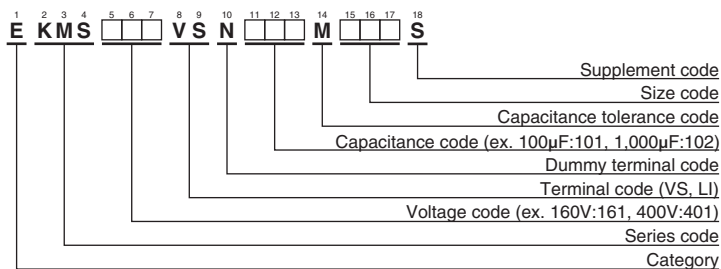 1 2 3 4 5 6 7 8 9 10 11 12 13 14 15 16 17 18
E KMS VS N M S
Supplement code
Size code
Capacitance tolerance code
Capacitance code (ex. 100μF:101, 1,000μF:102)
Dummy terminal code
Terminal code (VS, LI)
Voltage code (ex. 160V:161, 400V:401)
Series code
Category